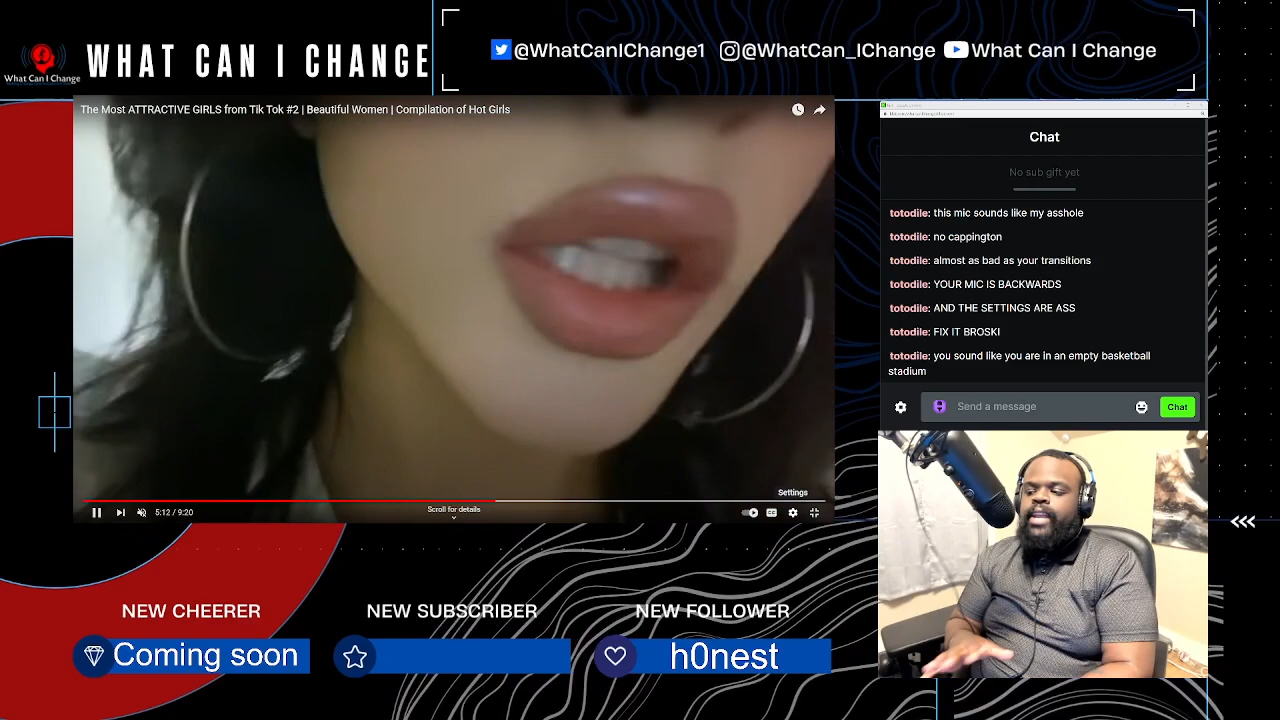 What Can I Change
WHAT CAN I CHANGE
@WhatCanIChange1 @WhatCan_IChange What Can I Change
The Most ATTRACTIVE GIRLS from Tik Tok #2 | Beautiful Women | Compilation of Hot Girls
Settings
5:12 / 9:20
Scroll for details
CC
Chat
No sub gift yet
totodile: this mic sounds like my asshole
totodile: no cappington
totodile: almost as bad as your transitions
totodile: YOUR MIC IS BACKWARDS
totodile: AND THE SETTINGS ARE ASS
totodile: FIX IT BROSKI
totodile: you sound like you are in an empty basketball
stadium
Send a message
Chat
NEW CHEERER
Coming soon
NEW SUBSCRIBER
NEW FOLLOWER
h0nest